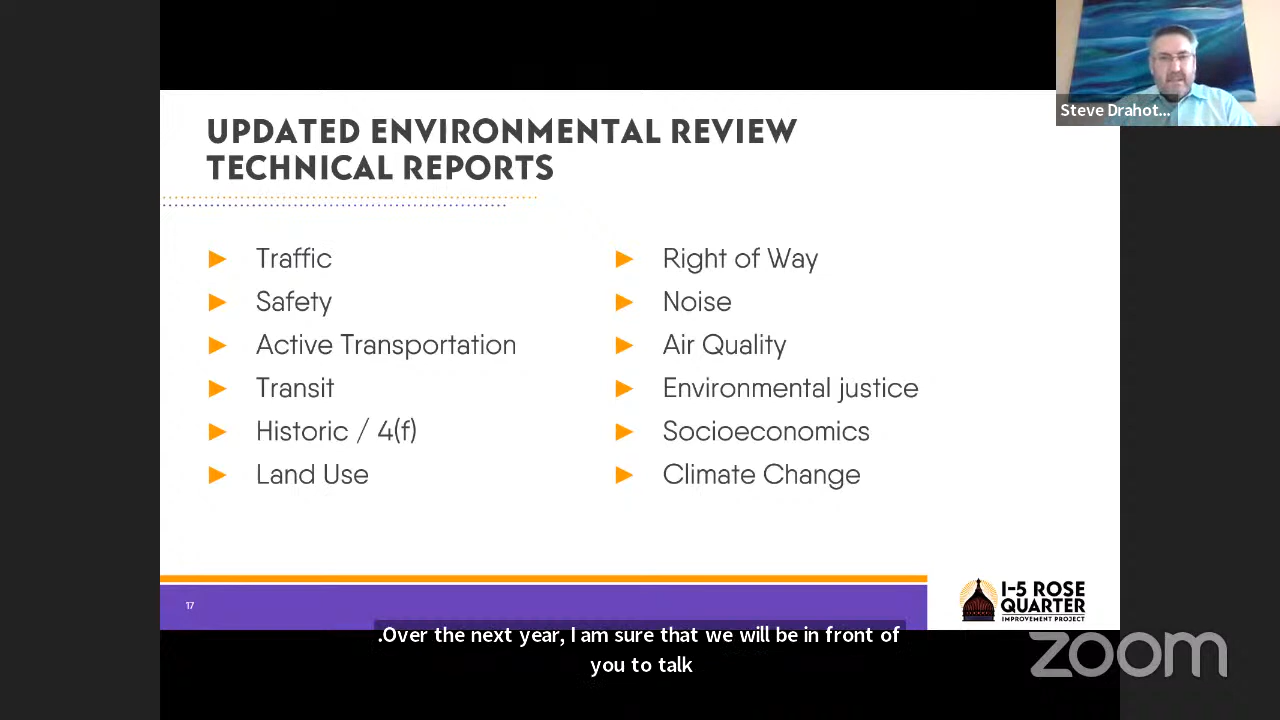 Steve Drahot...
UPDATED ENVIRONMENTAL REVIEW
TECHNICAL REPORTS
Traffic
Safety
Active Transportation
Transit
Historic / 4(f)
Land Use
Right of Way
Noise
Air Quality
Environmental justice
Socioeconomics
Climate Change
17
I-5 ROSE
QUARTER
IMPROVEMENT PROJECT
.Over the next year, I am sure that we will be in front of
you to talk
zoom